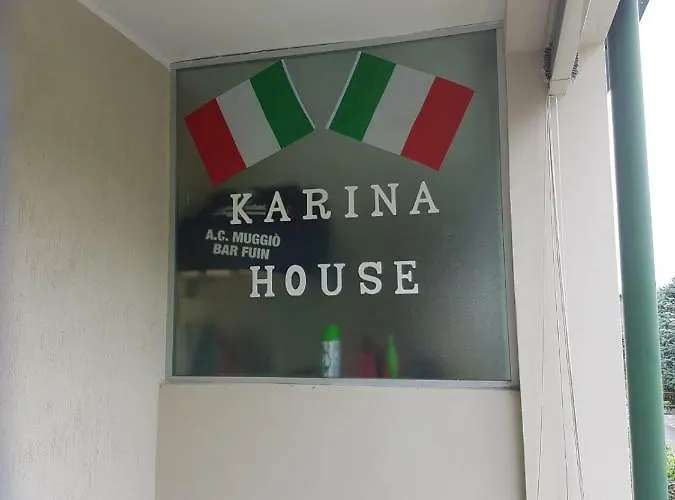 KARINA
A.C. MUGGIÒ
BAR FUIN
HOUSE